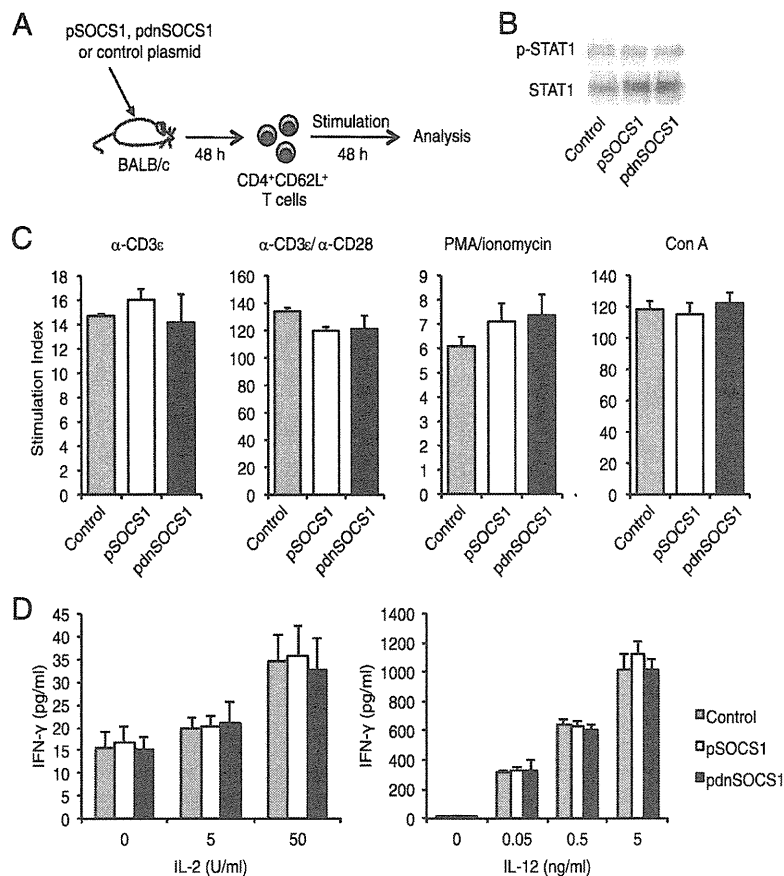 A
pSOCS1, pdnSOCS1
or control plasmid
BALB/c
48 h
CD4⁺CD62L⁺
T cells
Stimulation
48 h
Analysis
B
p-STAT1
STAT1
Control
pSOCS1
pdnSOCS1
C
α-CD3ε
Stimulation Index
18
16
14
12
10
8
6
4
2
0
Control
pSOCS1
pdnSOCS1
α-CD3ε/ α-CD28
160
140
120
100
80
60
40
20
0
Control
pSOCS1
pdnSOCS1
PMA/ionomycin
9
8
7
6
5
4
3
2
1
0
Control
pSOCS1
pdnSOCS1
Con A
140
120
100
80
60
40
20
0
Control
pSOCS1
pdnSOCS1
D
IFN-γ (pg/ml)
45
40
35
30
25
20
15
10
5
0
0 5 50
IL-2 (U/ml)
IFN-γ (pg/ml)
1400
1200
1000
800
600
400
200
0
0 0.05 0.5 5
IL-12 (ng/ml)
Control
pSOCS1
pdnSOCS1